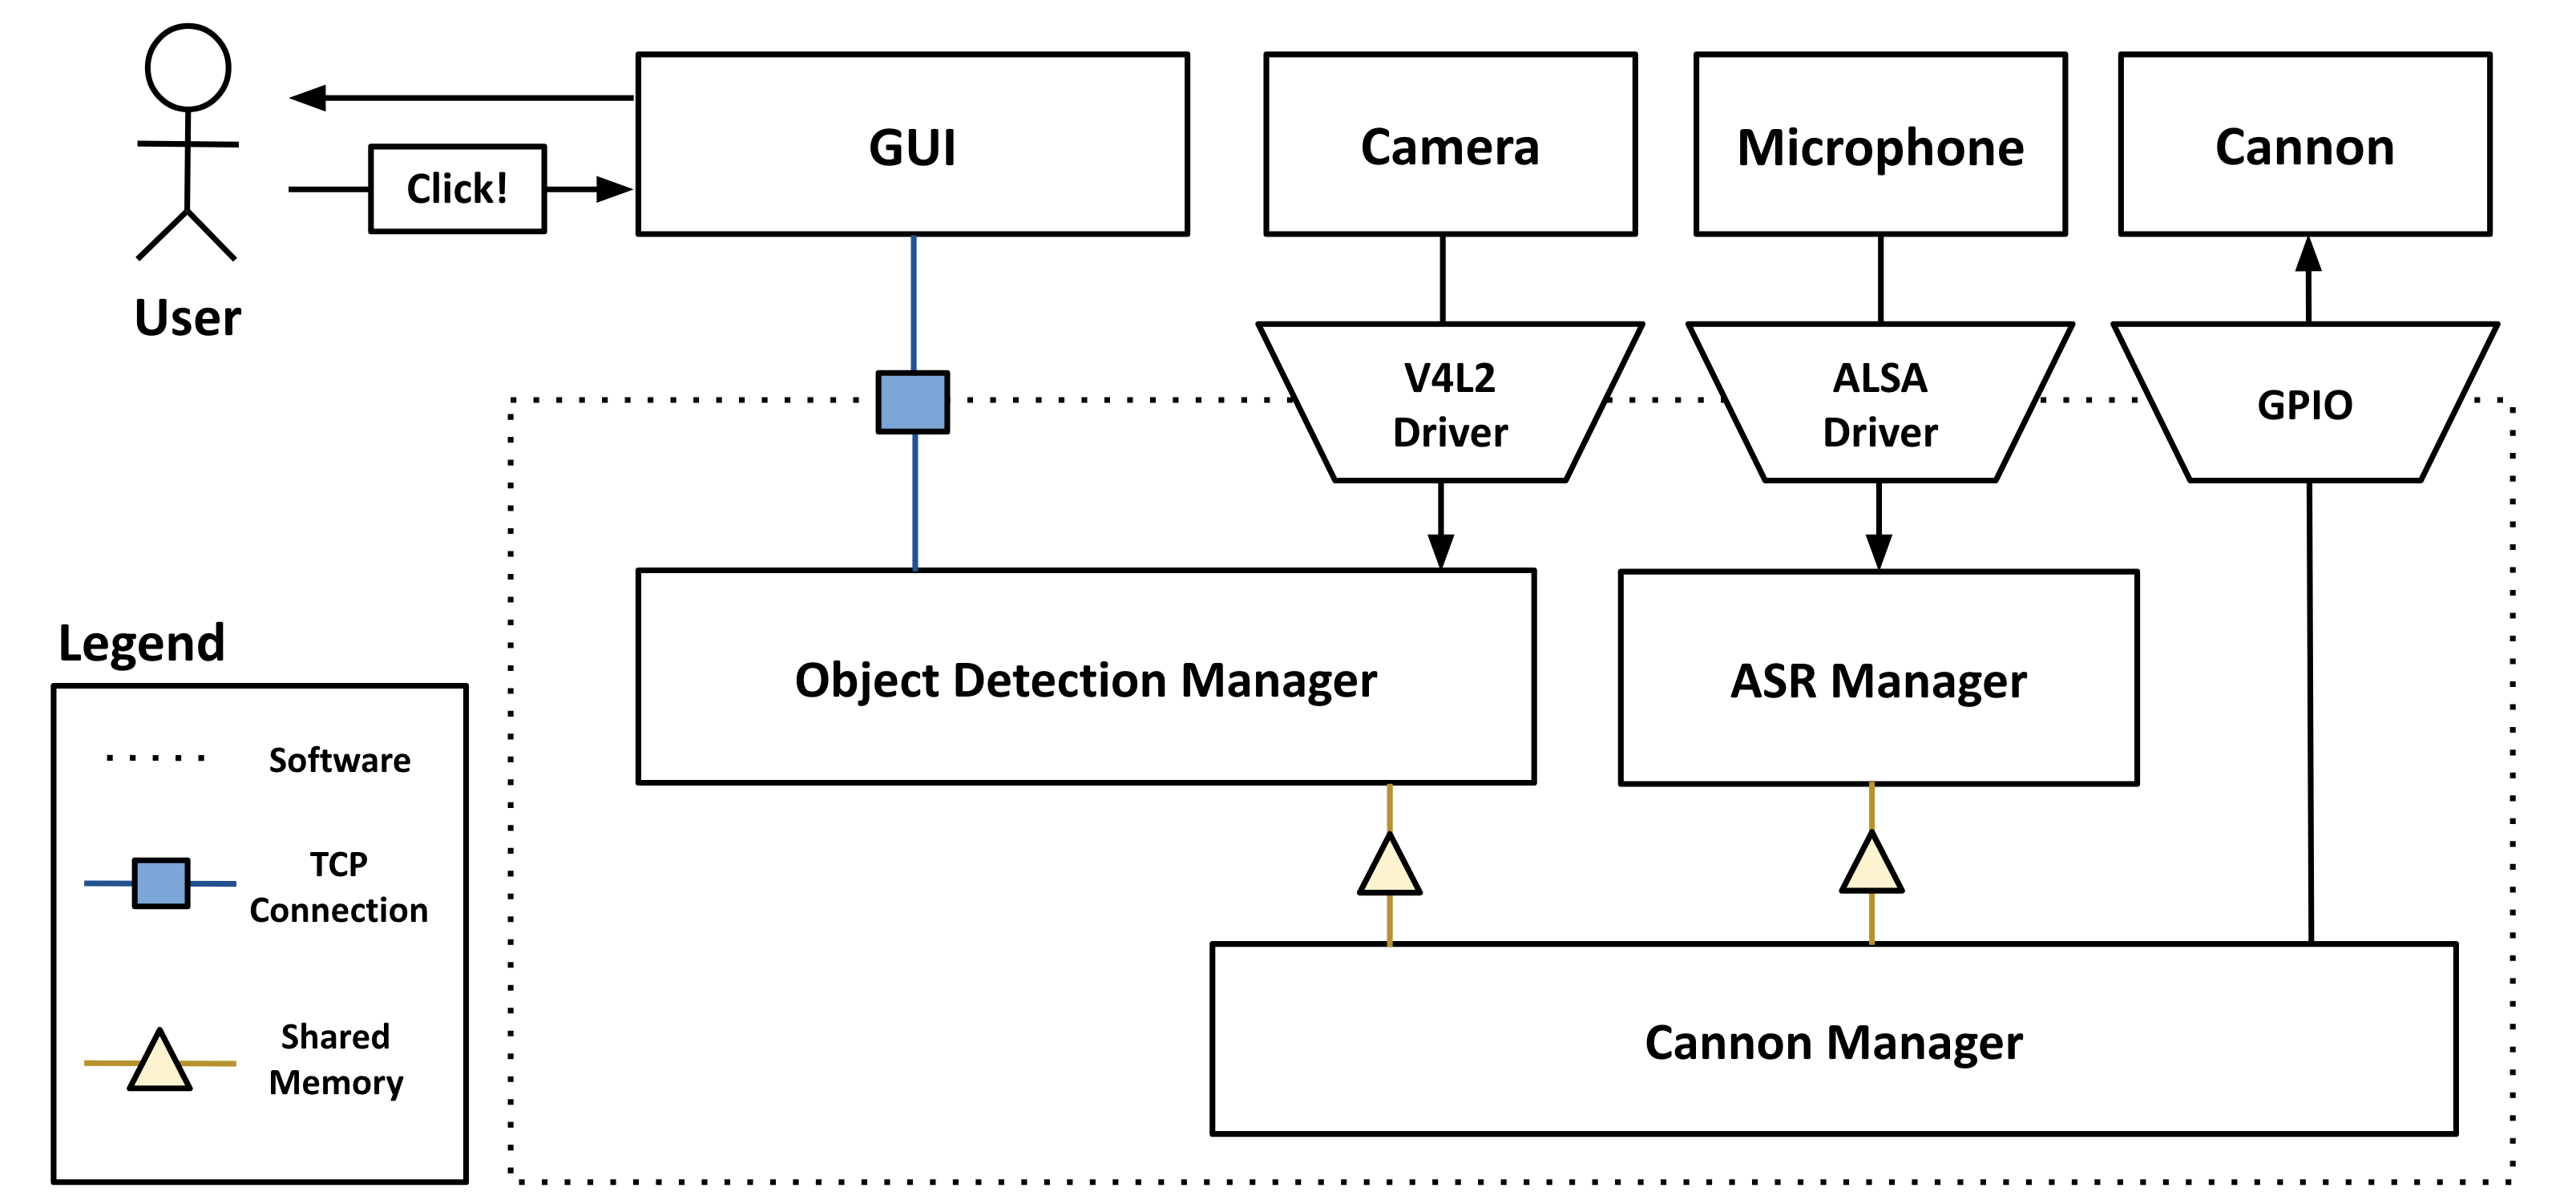 GUI
Camera
Microphone
Cannon
Click!
User
V4L2
Driver
ALSA
Driver
GPIO
Object Detection Manager
ASR Manager
Cannon Manager
Legend
Software
TCP
Connection
Shared
Memory